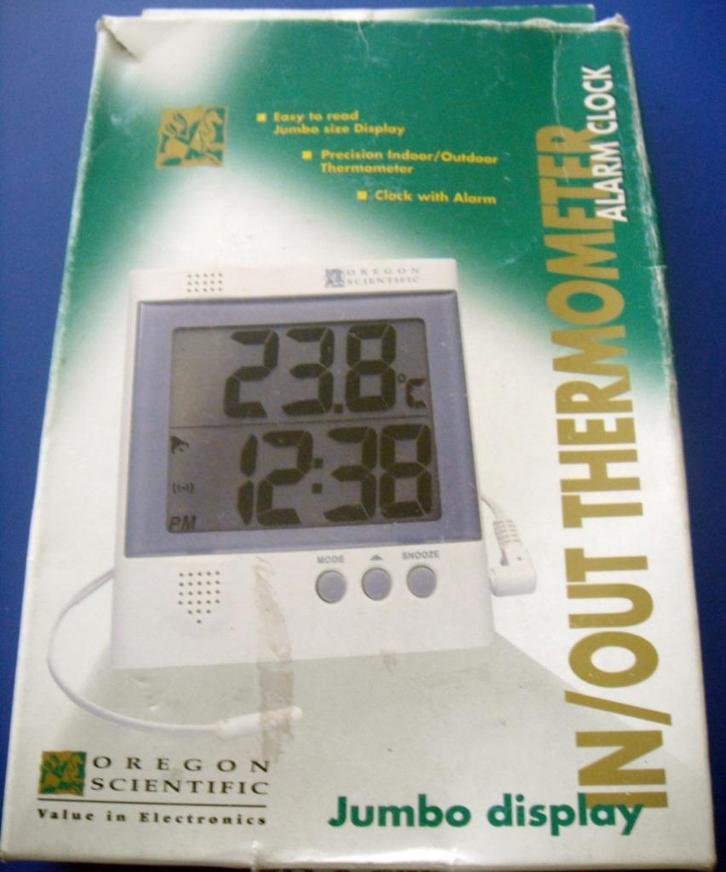 ■ Easy to read
Jumbo size Display
■ Precision Indoor/Outdoor
Thermometer
■ Clock with Alarm
IN/OUT THERMOMETER
ALARM CLOCK
OREGON
SCIENTIFIC
23.8°C
12:38
PM
MODE
SNOOZE
OREGON
SCIENTIFIC
Value in Electronics
Jumbo display